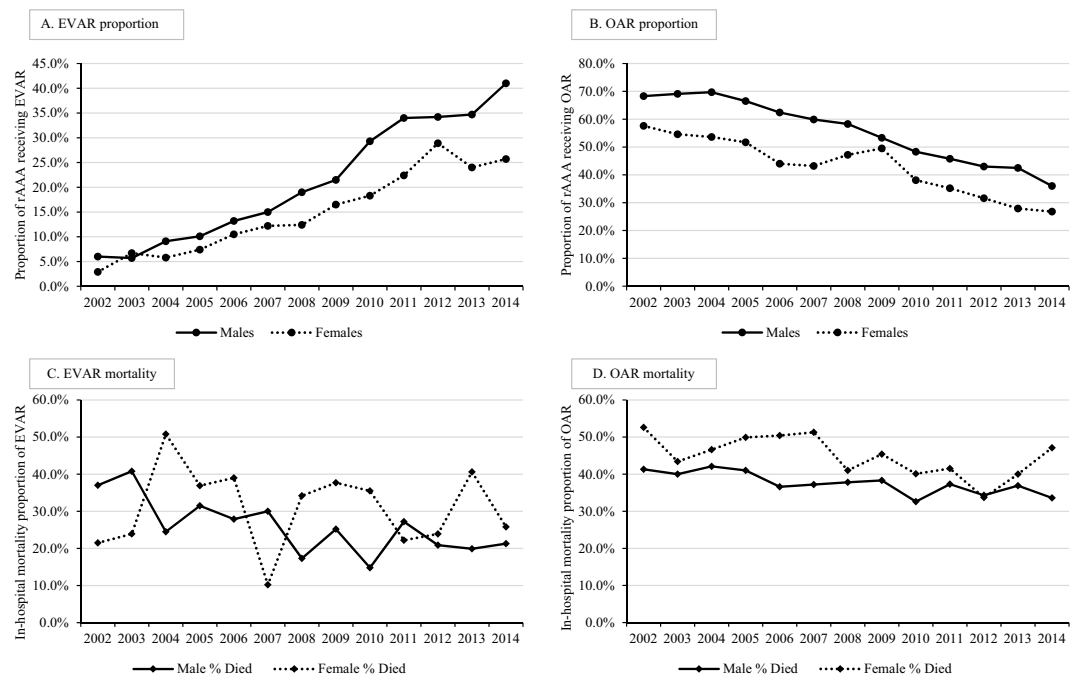 A. EVAR proportion
Proportion of rAAA receiving EVAR
45.0%
40.0%
35.0%
30.0%
25.0%
20.0%
15.0%
10.0%
5.0%
0.0%
2002 2003 2004 2005 2006 2007 2008 2009 2010 2011 2012 2013 2014
Males Females
B. OAR proportion
Proportion of rAAA receiving OAR
80.0%
70.0%
60.0%
50.0%
40.0%
30.0%
20.0%
10.0%
0.0%
2002 2003 2004 2005 2006 2007 2008 2009 2010 2011 2012 2013 2014
Males Females
C. EVAR mortality
In-hospital mortality proportion of EVAR
60.0%
50.0%
40.0%
30.0%
20.0%
10.0%
0.0%
2002 2003 2004 2005 2006 2007 2008 2009 2010 2011 2012 2013 2014
Male % Died Female % Died
D. OAR mortality
In-hospital mortality proportion of OAR
60.0%
50.0%
40.0%
30.0%
20.0%
10.0%
0.0%
2002 2003 2004 2005 2006 2007 2008 2009 2010 2011 2012 2013 2014
Male % Died Female % Died